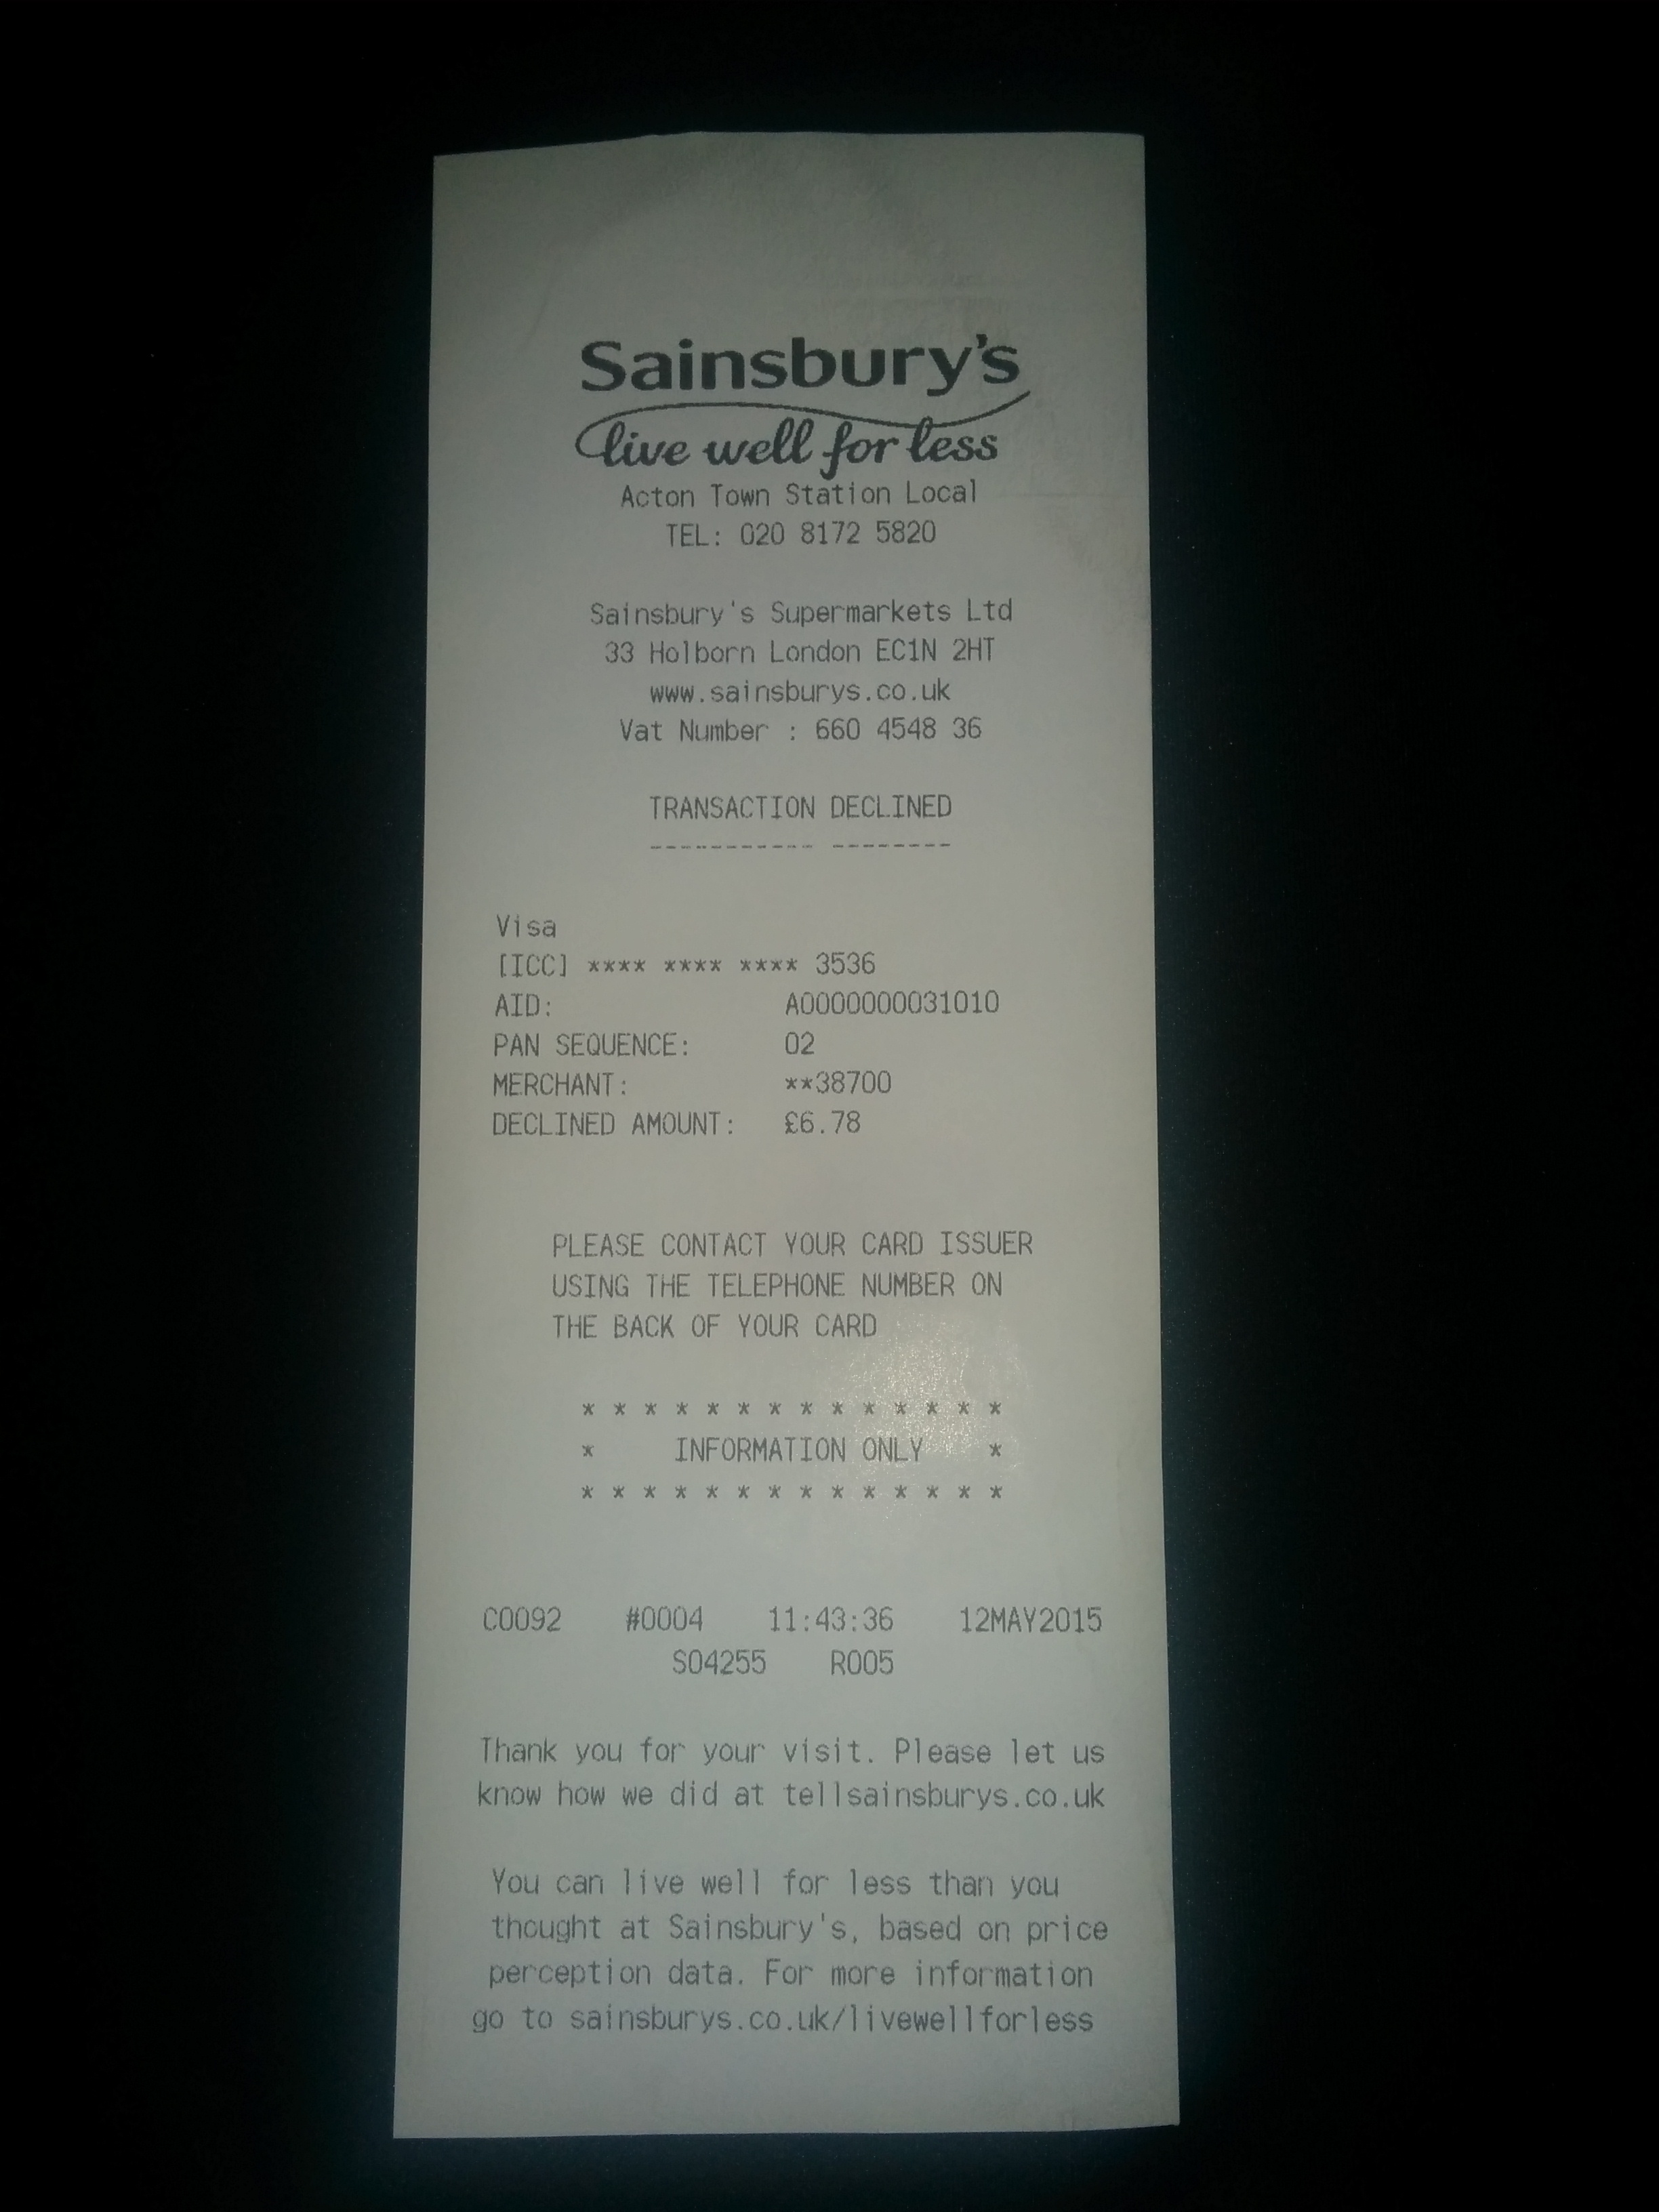 Sainsbury's
live well for less
Acton Town Station Local
TEL: 020 8172 5820
Sainsbury's Supermarkets Ltd
33 Holborn London EC1N 2HT
www.sainsburys.co.uk
Vat Number : 660 4548 36
TRANSACTION DECLINED
----------- --------
Visa
[ICC] **** **** **** 3536
AID: A0000000031010
PAN SEQUENCE: 02
MERCHANT: **38700
DECLINED AMOUNT: £6.78
PLEASE CONTACT YOUR CARD ISSUER
USING THE TELEPHONE NUMBER ON
THE BACK OF YOUR CARD
* * * * * * * * * * * * * *
* INFORMATION ONLY *
* * * * * * * * * * * * * *
C0092 #0004 11:43:36 12MAY2015
S04255 R005
Thank you for your visit. Please let us
know how we did at tellsainsburys.co.uk
You can live well for less than you
thought at Sainsbury's, based on price
perception data. For more information
go to sainsburys.co.uk/livewellforless